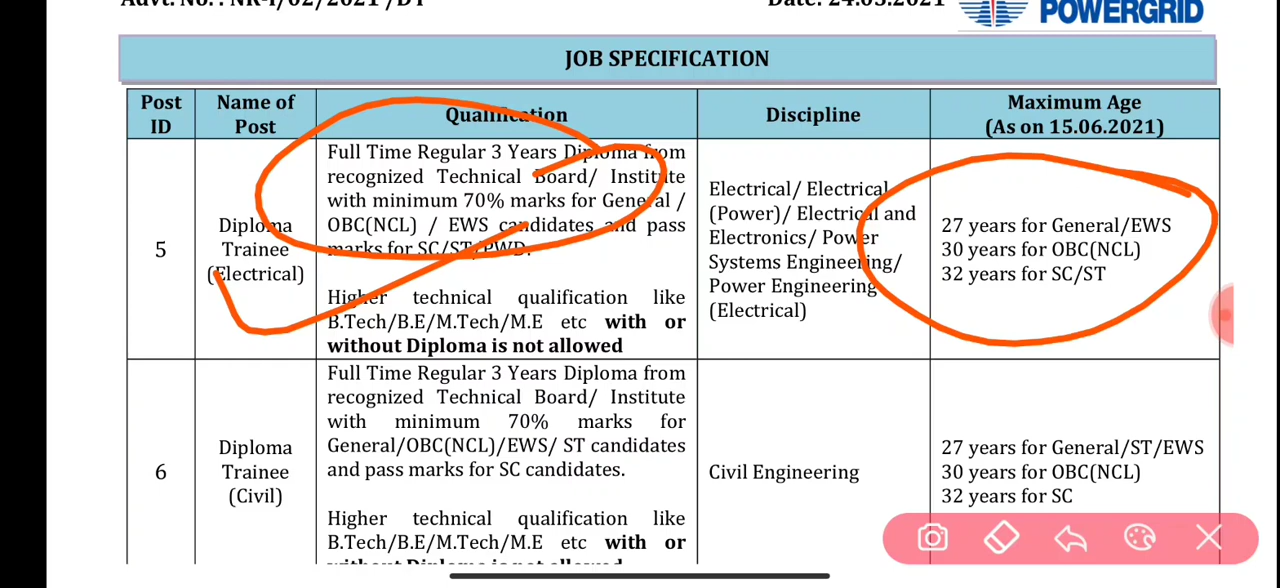 Advt. No. : NR-I/02/2021 /DT Date: 24.05.2021
POWERGRID
JOB SPECIFICATION
Post ID
Name of Post
Qualification
Discipline
Maximum Age
(As on 15.06.2021)
5
Diploma
Trainee
(Electrical)
Full Time Regular 3 Years Diploma from
recognized Technical Board/ Institute
with minimum 70% marks for General /
OBC(NCL) / EWS candidates and pass
marks for SC/ST/PWD.
Higher technical qualification like
B.Tech/B.E/M.Tech/M.E etc with or
without Diploma is not allowed
Electrical/ Electrical
(Power)/ Electrical and
Electronics/ Power
Systems Engineering/
Power Engineering
(Electrical)
27 years for General/EWS
30 years for OBC(NCL)
32 years for SC/ST
6
Diploma
Trainee
(Civil)
Full Time Regular 3 Years Diploma from
recognized Technical Board/ Institute
with minimum 70% marks for
General/OBC(NCL)/EWS/ ST candidates
and pass marks for SC candidates.
Higher technical qualification like
B.Tech/B.E/M.Tech/M.E etc with or
without Diploma is not allowed
Civil Engineering
27 years for General/ST/EWS
30 years for OBC(NCL)
32 years for SC